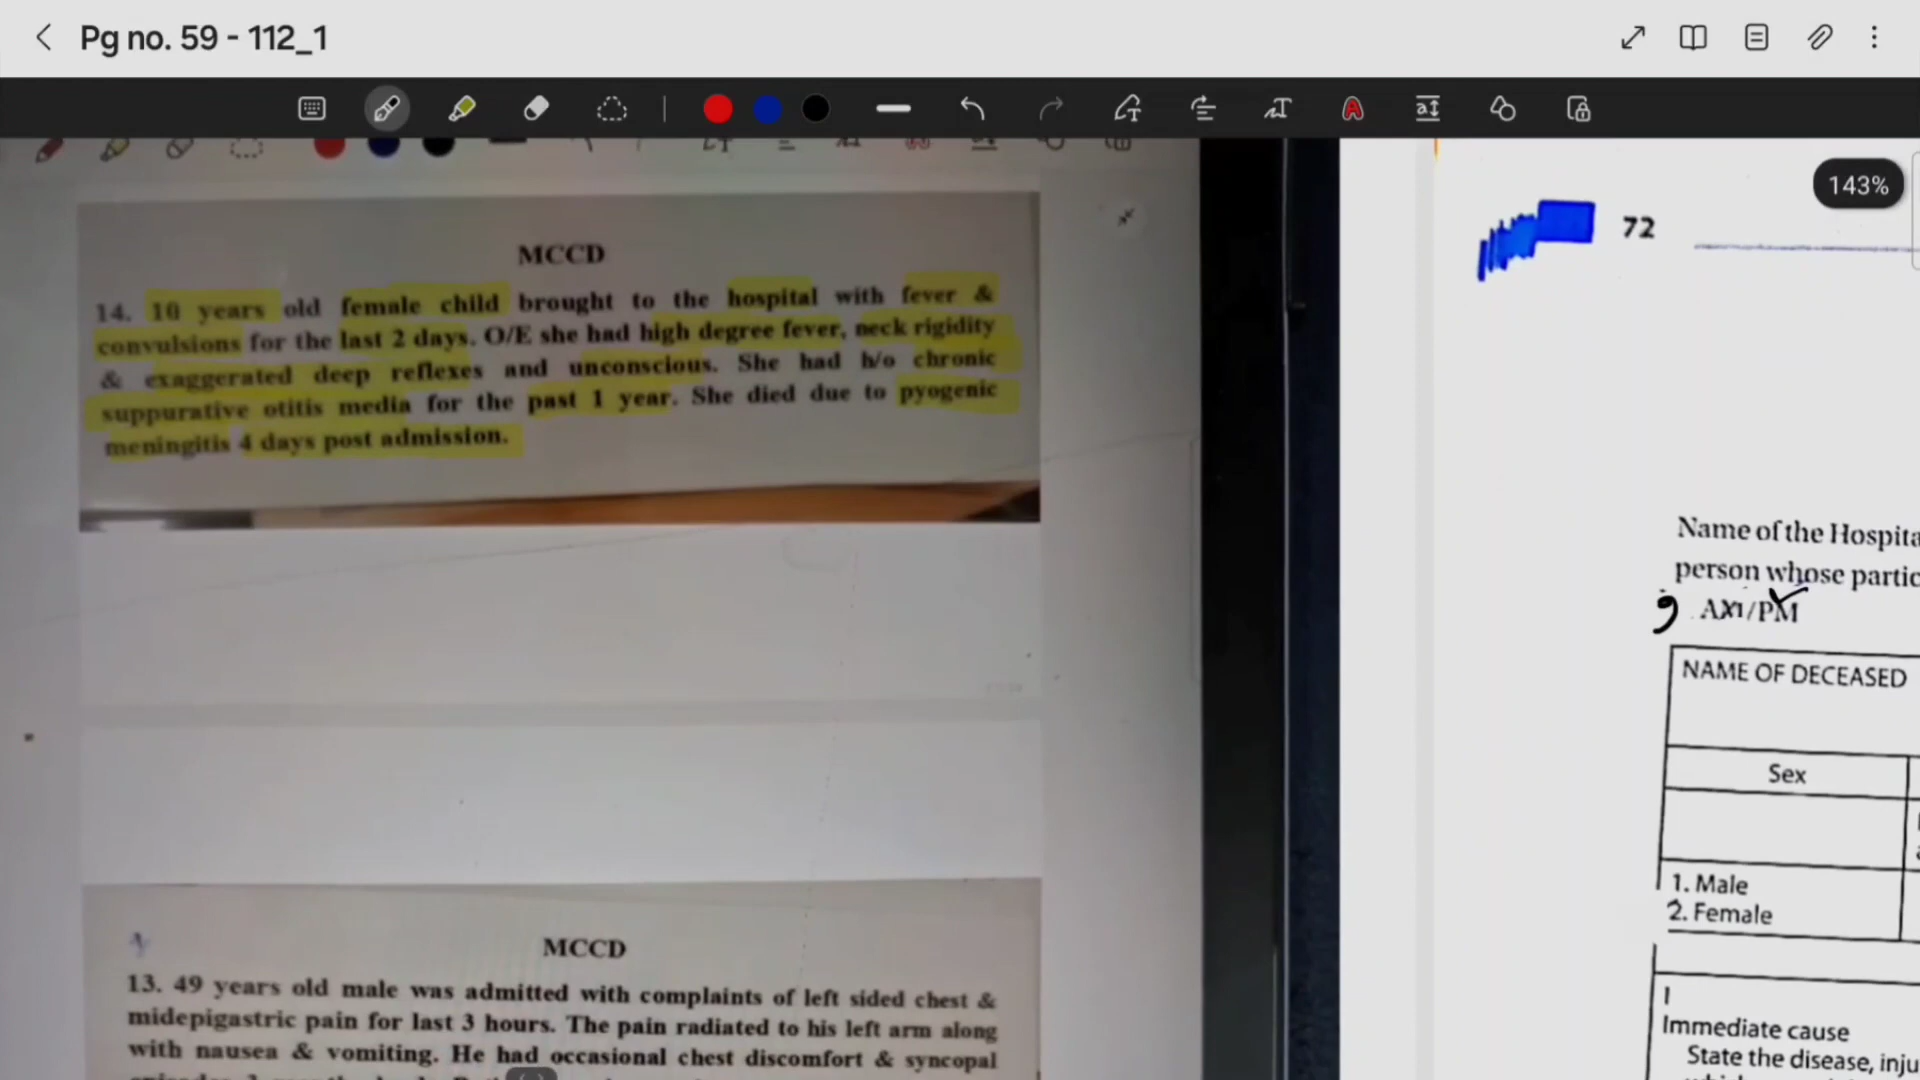 Pg no. 59 - 112_1
143%
MCCD
14. 10 years old female child brought to the hospital with fever &
convulsions for the last 2 days. O/E she had high degree fever, neck rigidity
& exaggerated deep reflexes and unconscious. She had h/o chronic
suppurative otitis media for the past 1 year. She died due to pyogenic
meningitis 4 days post admission.
MCCD
13. 49 years old male was admitted with complaints of left sided chest &
midepigastric pain for last 3 hours. The pain radiated to his left arm along
with nausea & vomiting. He had occasional chest discomfort & syncopal
72
Name of the Hospita
person whose partic
AM/PM
NAME OF DECEASED
Sex
1. Male
2. Female
I
Immediate cause
State the disease, inju